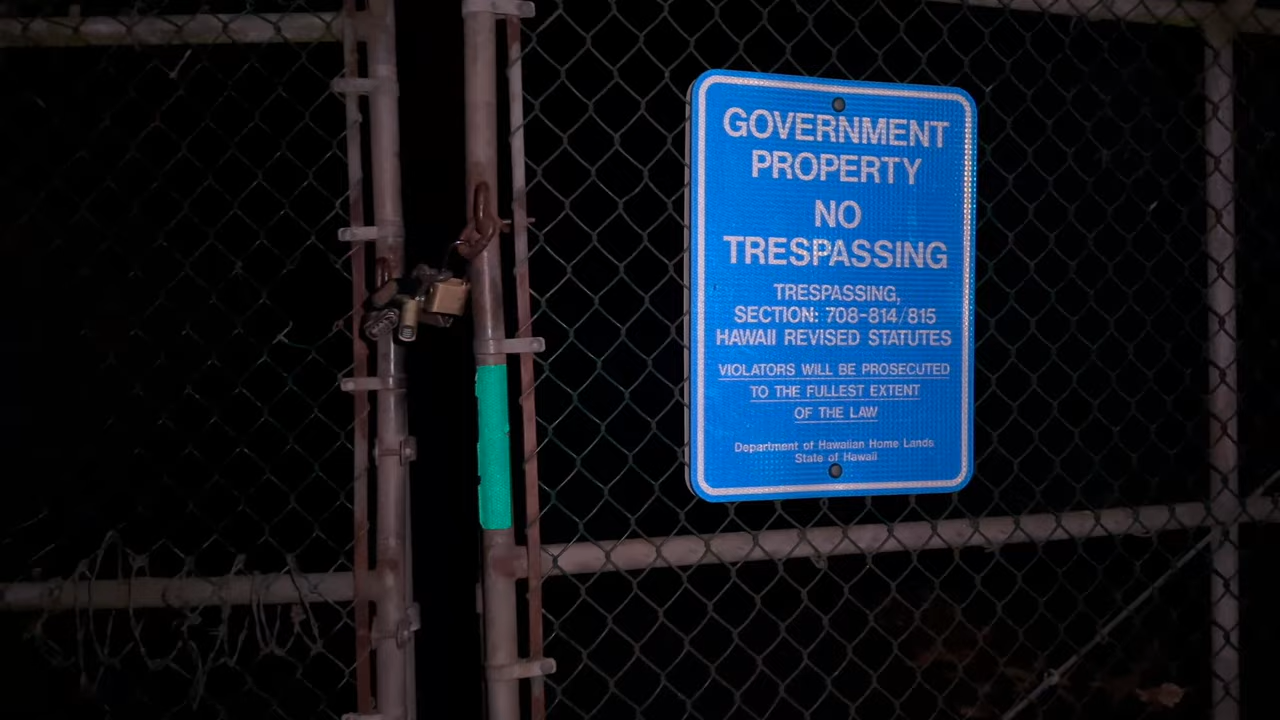 GOVERNMENT
PROPERTY
NO
TRESPASSING
TRESPASSING,
SECTION: 708-814/815
HAWAII REVISED STATUTES
VIOLATORS WILL BE PROSECUTED
TO THE FULLEST EXTENT
OF THE LAW
Department of Hawaiian Home Lands
State of Hawaii